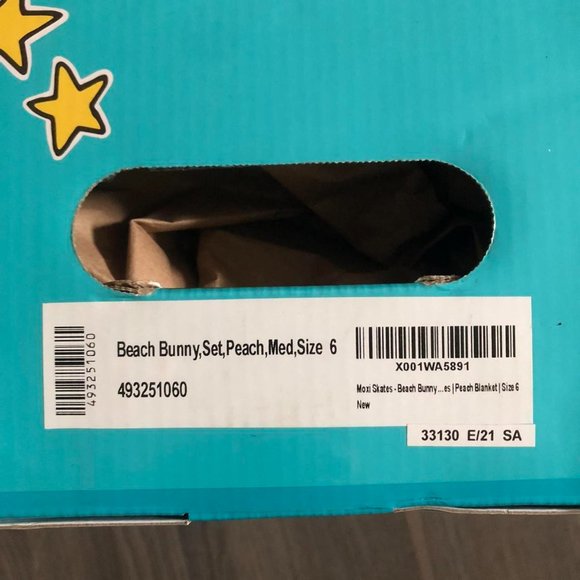 493251060
Beach Bunny,Set,Peach,Med,Size 6
493251060
X001WA5891
Moxi Skates - Beach Bunny...es | Peach Blanket | Size 6
New
33130 E/21 SA